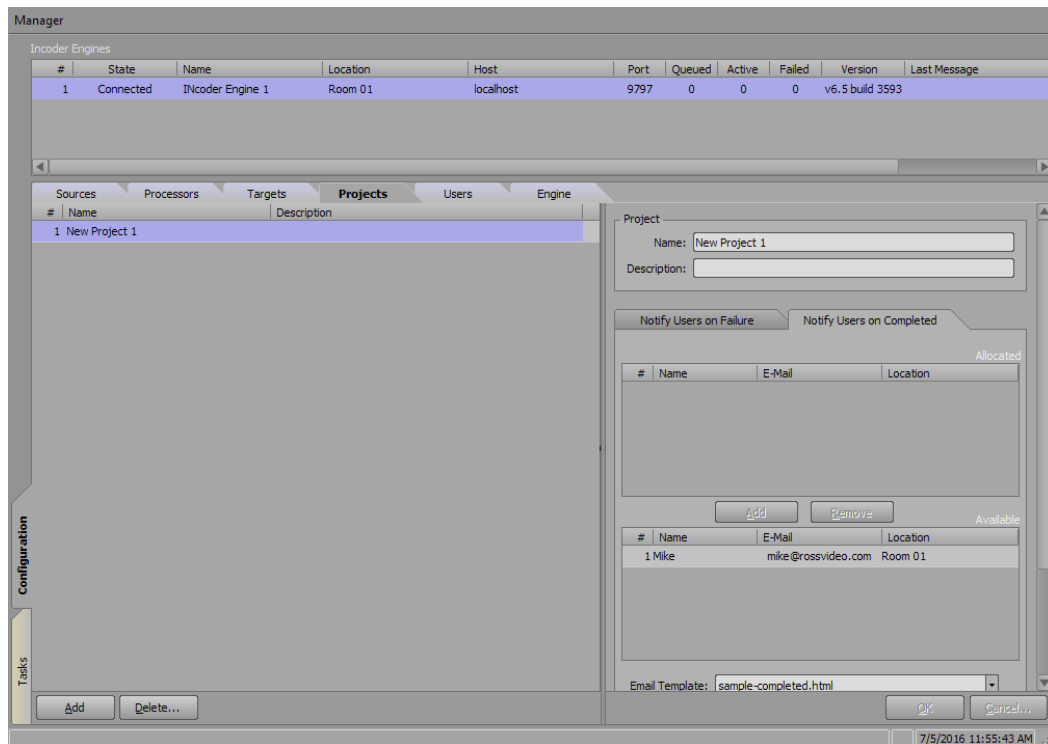 Manager
Incoder Engines
# State Name Location Host Port Queued Active Failed Version Last Message
1 Connected INcoder Engine 1 Room 01 localhost 9797 0 0 0 v6.5 build 3593
Sources Processors Targets Projects Users Engine
# Name Description
1 New Project 1
Project
Name: New Project 1
Description:
Notify Users on Failure Notify Users on Completed
Allocated
# Name E-Mail Location
Add Remove
Available
# Name E-Mail Location
1 Mike mike@rossvideo.com Room 01
Email Template: sample-completed.html
Configuration
Tasks
Add Delete...
OK Cancel...
7/5/2016 11:55:43 AM